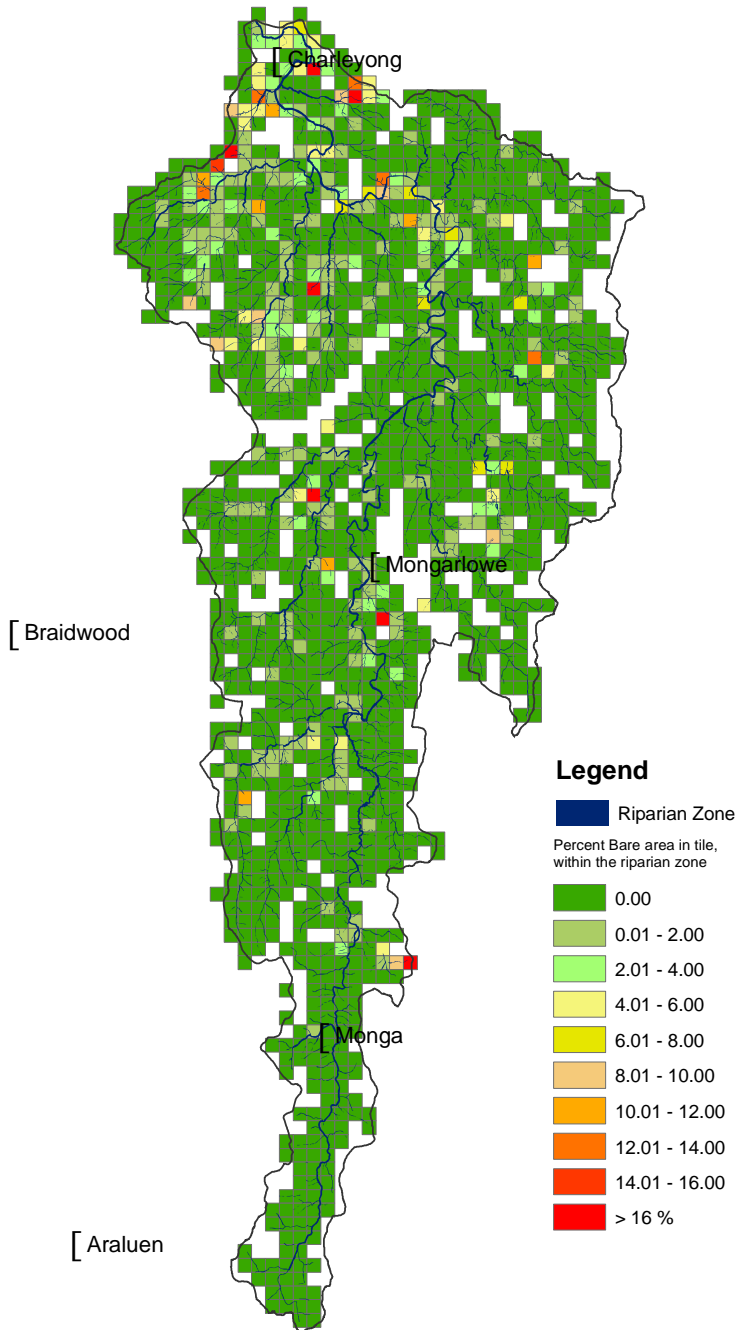 [ Charleyong
[ Mongarlowe
[ Braidwood
Legend
Riparian Zone
Percent Bare area in tile,
within the riparian zone
0.00
0.01 - 2.00
2.01 - 4.00
4.01 - 6.00
6.01 - 8.00
8.01 - 10.00
10.01 - 12.00
12.01 - 14.00
14.01 - 16.00
> 16 %
[ Monga
[ Araluen